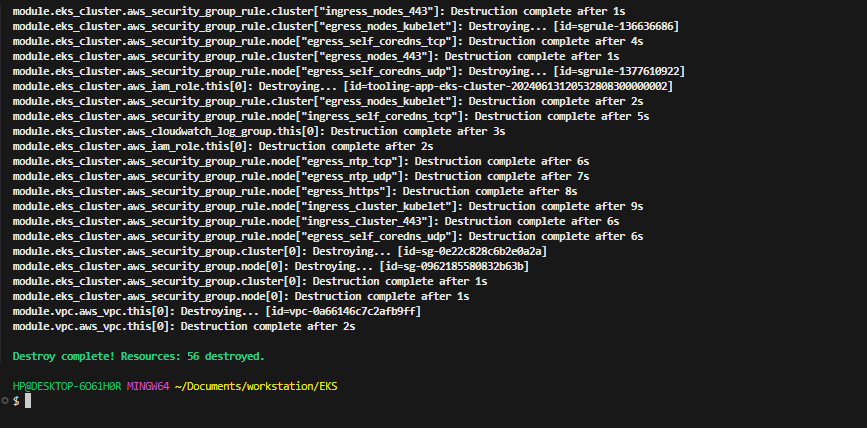 module.eks_cluster.aws_security_group_rule.cluster["ingress_nodes_443"]: Destruction complete after 1s
module.eks_cluster.aws_security_group_rule.cluster["egress_nodes_kubelet"]: Destroying... [id=sgrule-136636686]
module.eks_cluster.aws_security_group_rule.node["egress_self_coredns_tcp"]: Destruction complete after 4s
module.eks_cluster.aws_security_group_rule.cluster["egress_nodes_443"]: Destruction complete after 1s
module.eks_cluster.aws_security_group_rule.node["egress_self_coredns_udp"]: Destroying... [id=sgrule-1377610922]
module.eks_cluster.aws_iam_role.this[0]: Destroying... [id=tooling-app-eks-cluster-20240613120532808300000002]
module.eks_cluster.aws_security_group_rule.cluster["egress_nodes_kubelet"]: Destruction complete after 2s
module.eks_cluster.aws_security_group_rule.node["ingress_self_coredns_tcp"]: Destruction complete after 5s
module.eks_cluster.aws_cloudwatch_log_group.this[0]: Destruction complete after 3s
module.eks_cluster.aws_iam_role.this[0]: Destruction complete after 2s
module.eks_cluster.aws_security_group_rule.node["egress_ntp_tcp"]: Destruction complete after 6s
module.eks_cluster.aws_security_group_rule.node["egress_ntp_udp"]: Destruction complete after 7s
module.eks_cluster.aws_security_group_rule.node["egress_https"]: Destruction complete after 8s
module.eks_cluster.aws_security_group_rule.node["ingress_cluster_kubelet"]: Destruction complete after 9s
module.eks_cluster.aws_security_group_rule.node["ingress_cluster_443"]: Destruction complete after 6s
module.eks_cluster.aws_security_group_rule.node["egress_self_coredns_udp"]: Destruction complete after 6s
module.eks_cluster.aws_security_group.cluster[0]: Destroying... [id=sg-0e22c828c6b2e0a2a]
module.eks_cluster.aws_security_group.node[0]: Destroying... [id=sg-0962185580832b63b]
module.eks_cluster.aws_security_group.cluster[0]: Destruction complete after 1s
module.eks_cluster.aws_security_group.node[0]: Destruction complete after 1s
module.vpc.aws_vpc.this[0]: Destroying... [id=vpc-0a66146c7c2afb9ff]
module.vpc.aws_vpc.this[0]: Destruction complete after 2s
Destroy complete! Resources: 56 destroyed.
HP@DESKTOP-6O61H0R MINGW64 ~/Documents/workstation/EKS
$